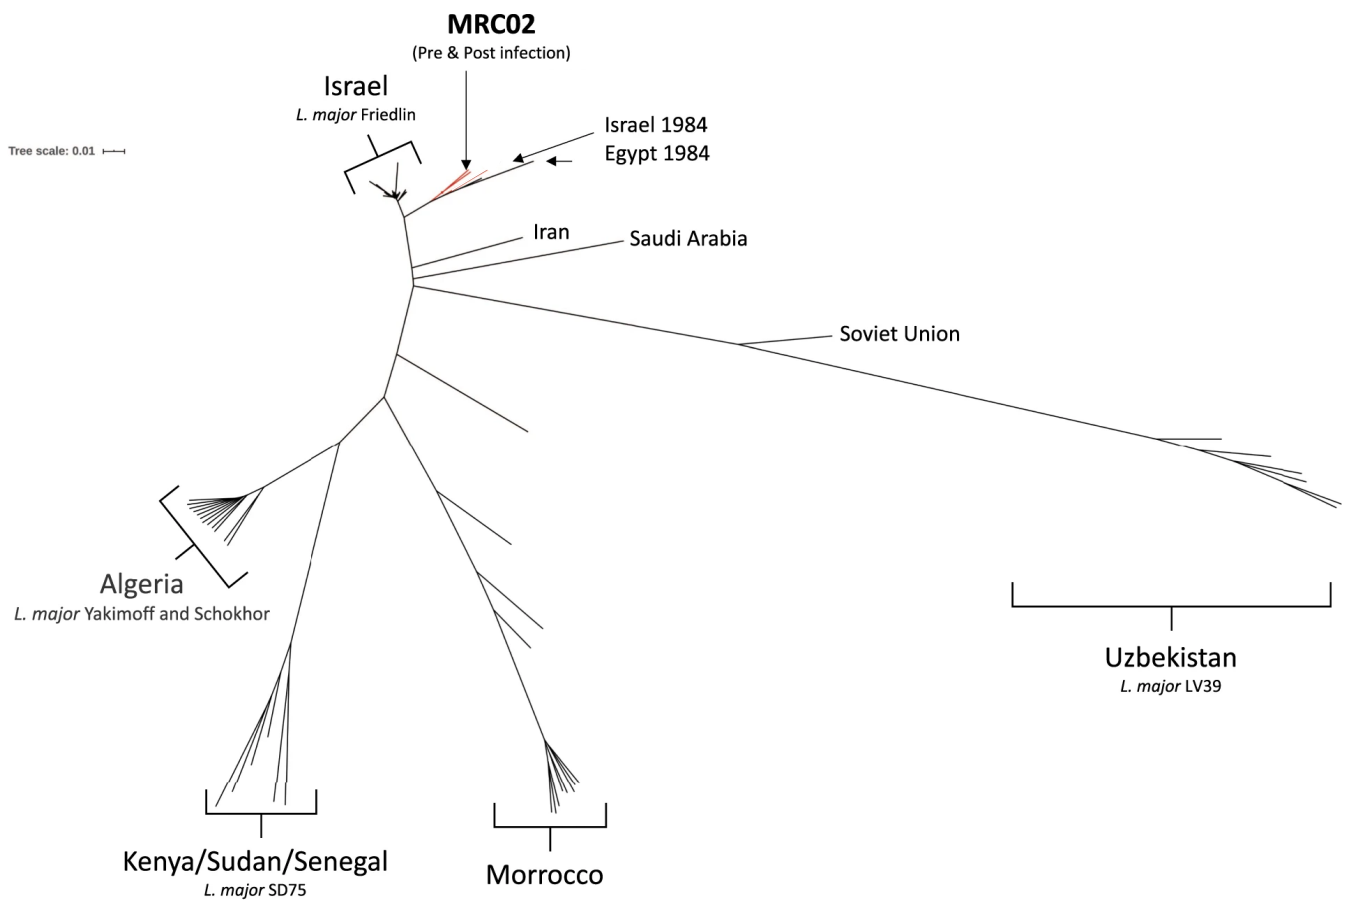 MRC02
(Pre & Post infection)
Israel
L. major Friedlin
Israel 1984
Egypt 1984
Tree scale: 0.01
Iran
Saudi Arabia
Soviet Union
Algeria
L. major Yakimoff and Schokhor
Uzbekistan
L. major LV39
Kenya/Sudan/Senegal
L. major SD75
Morrocco